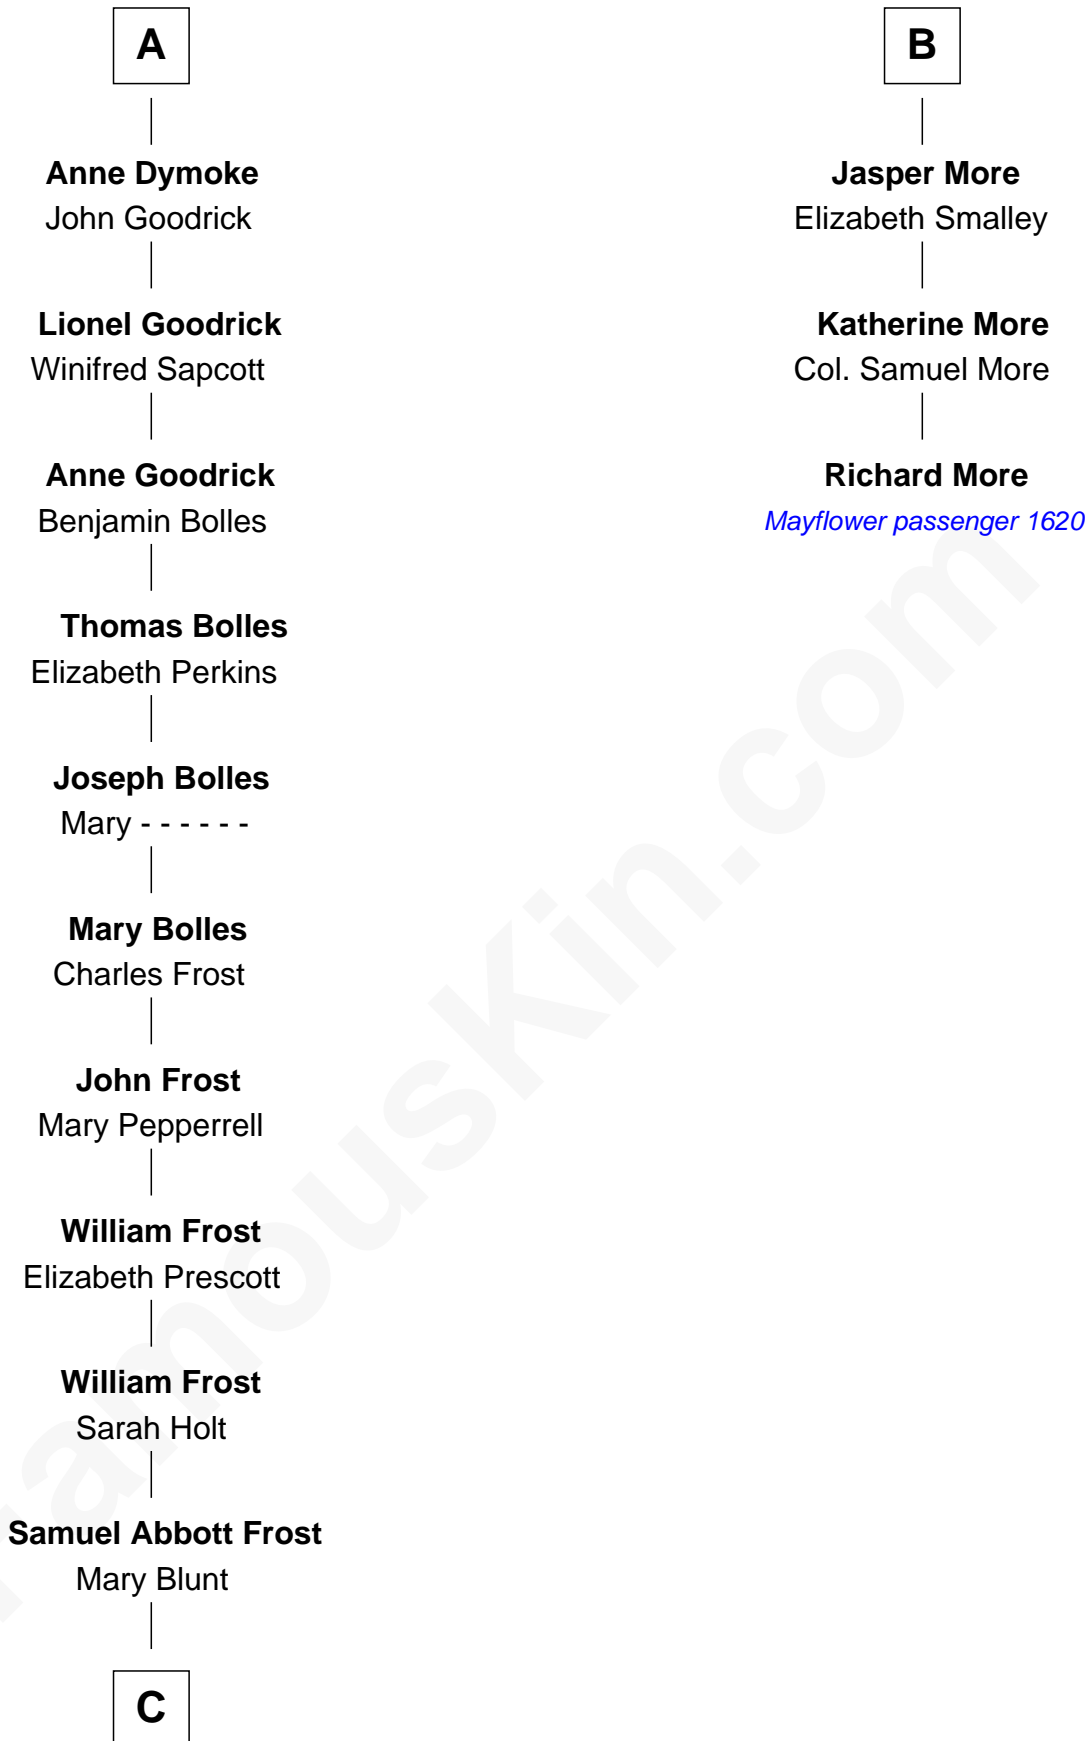 A
Anne Dymoke
John Goodrick
Lionel Goodrick
Winifred Sapcott
Anne Goodrick
Benjamin Bolles
Thomas Bolles
Elizabeth Perkins
Joseph Bolles
Mary - - - - - -
Mary Bolles
Charles Frost
John Frost
Mary Pepperrell
William Frost
Elizabeth Prescott
William Frost
Sarah Holt
Samuel Abbott Frost
Mary Blunt
C
B
Jasper More
Elizabeth Smalley
Katherine More
Col. Samuel More
Richard More
Mayflower passenger 1620
FamousKin.com